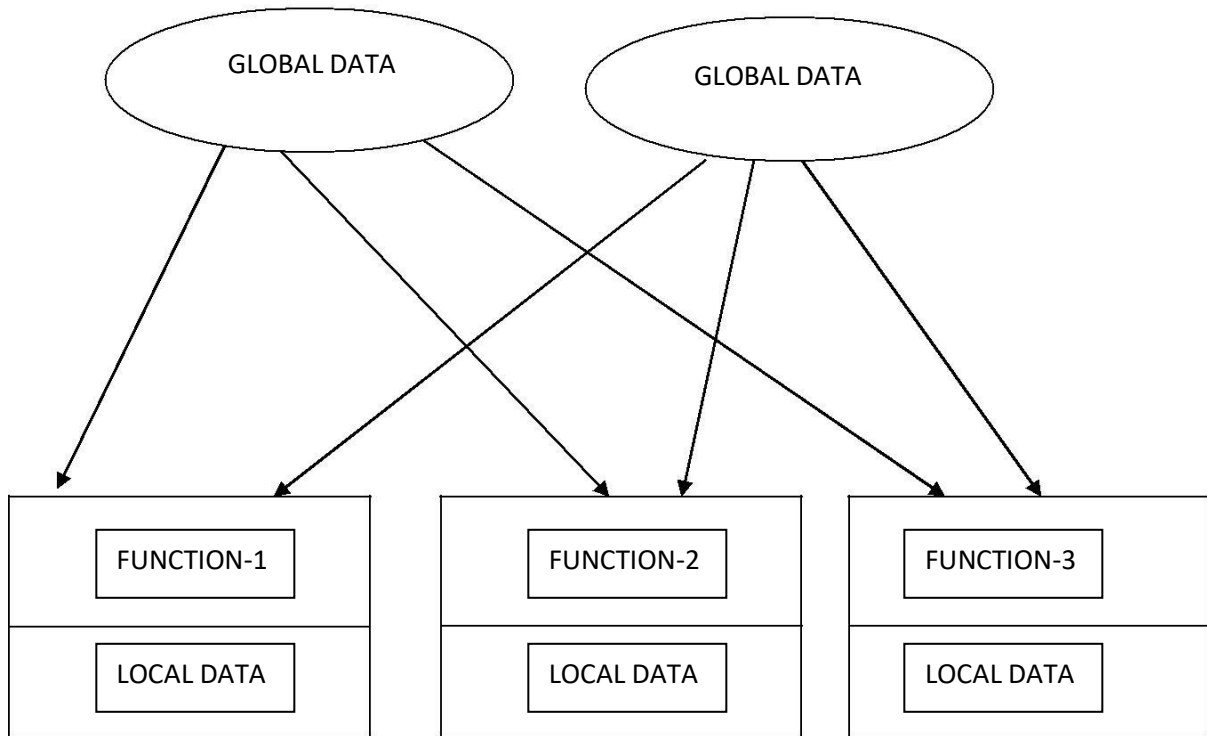 GLOBAL DATA
GLOBAL DATA
FUNCTION-1
FUNCTION-2
FUNCTION-3
LOCAL DATA
LOCAL DATA
LOCAL DATA